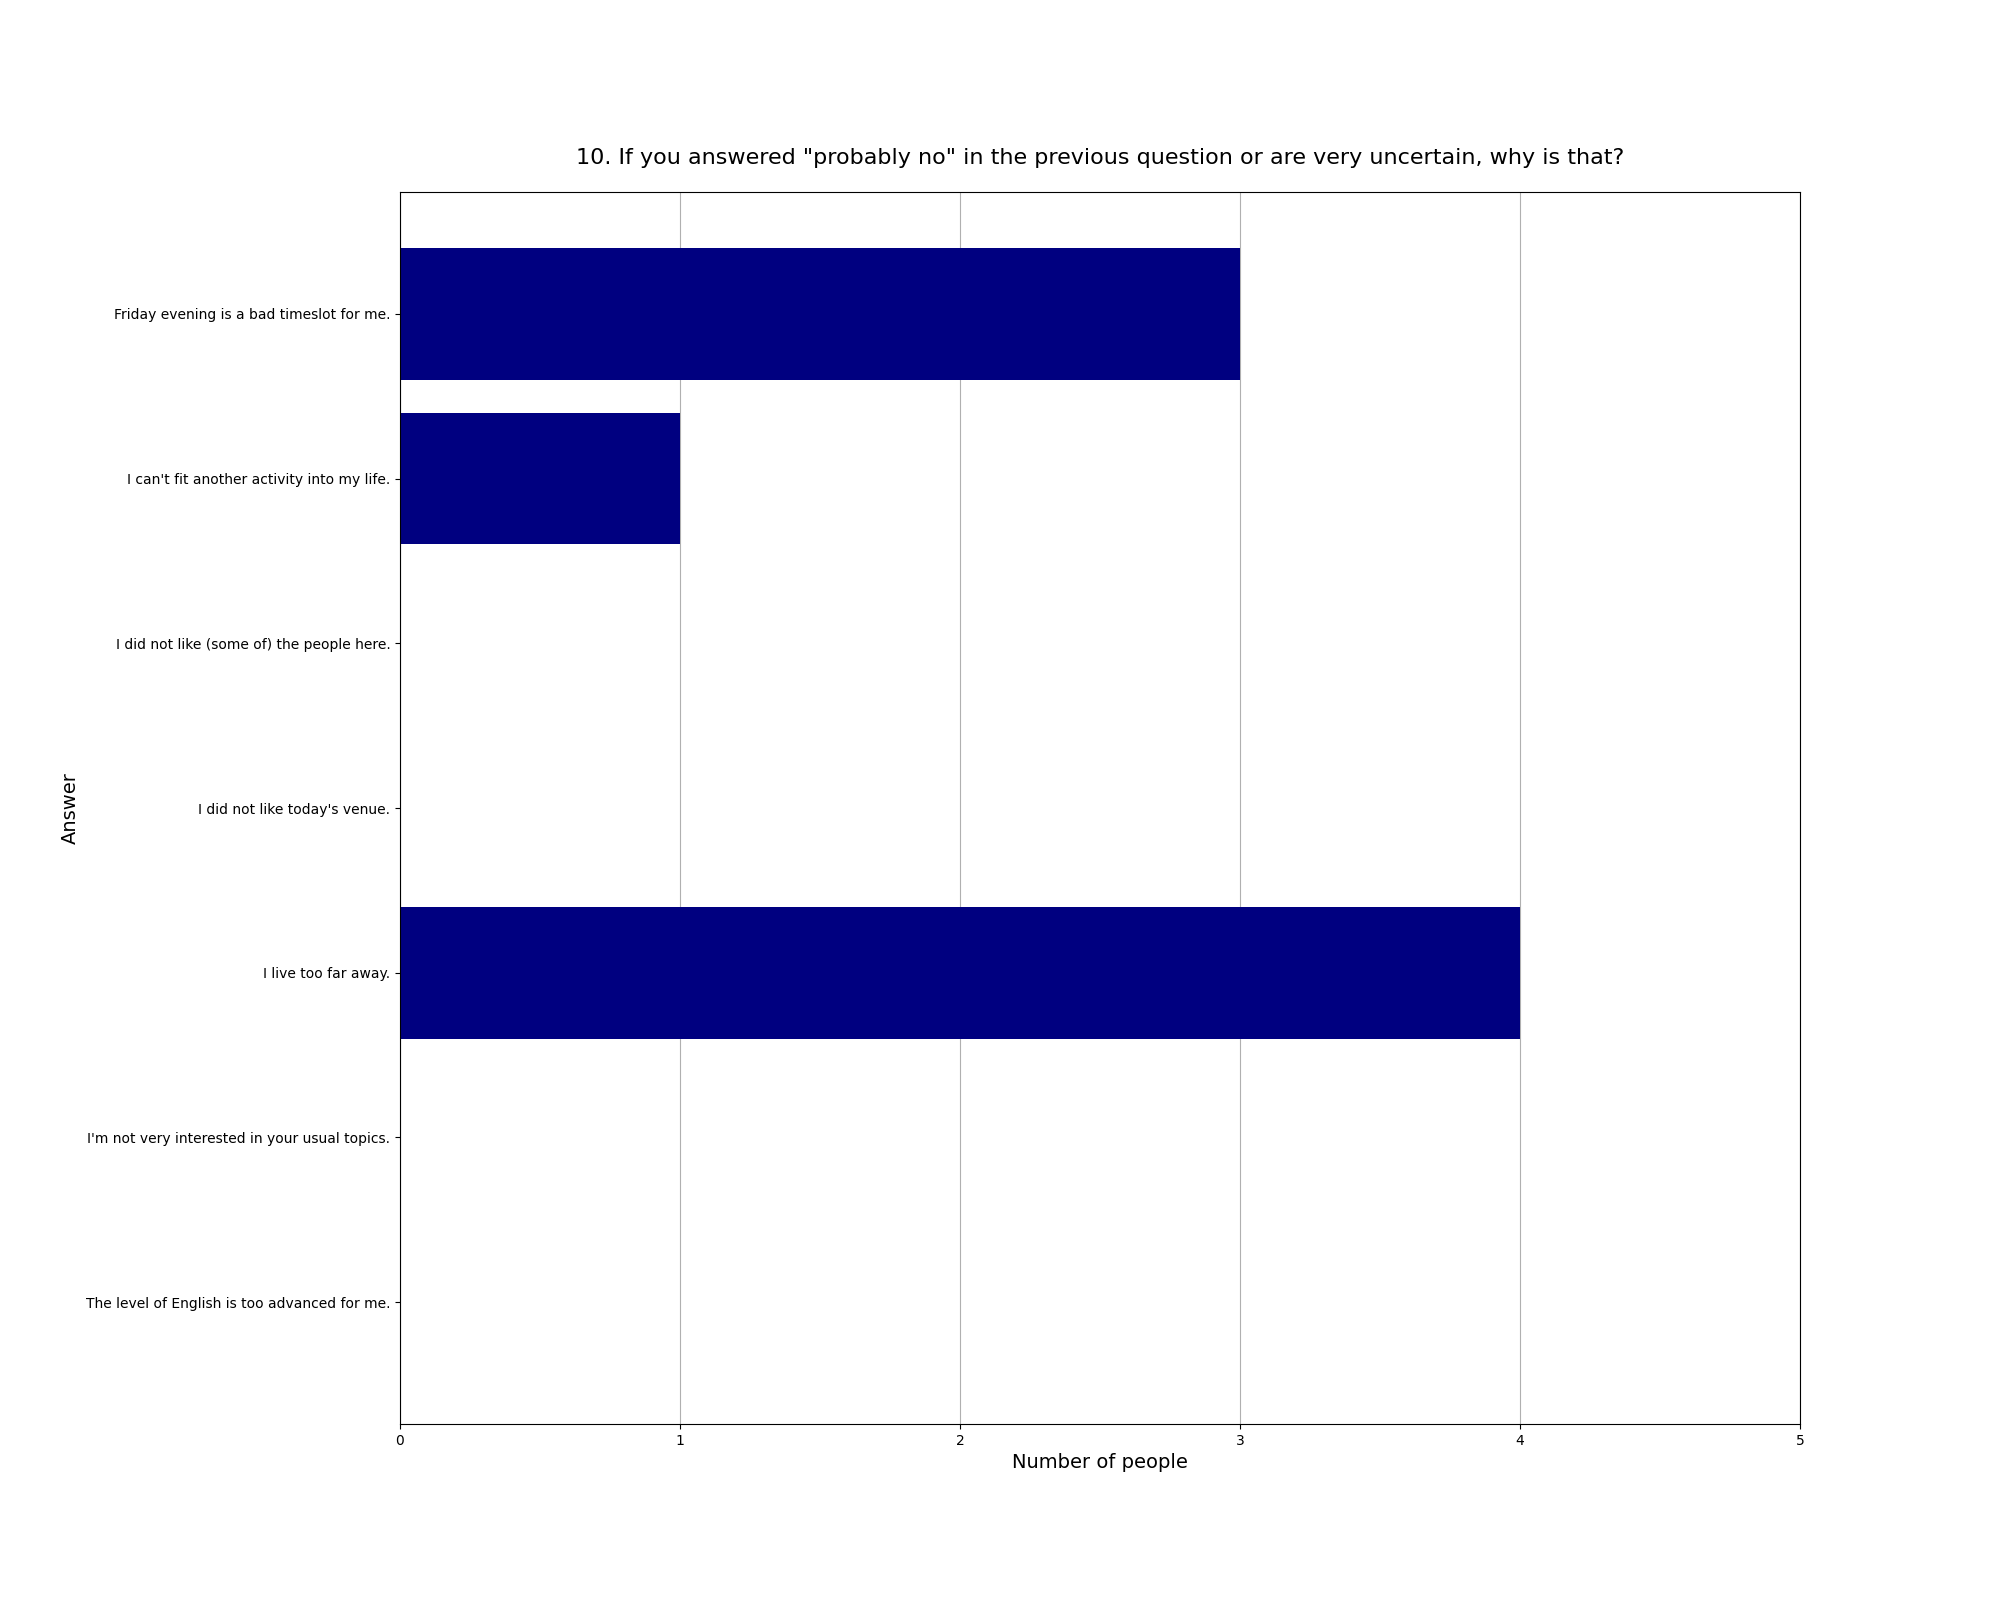 10. If you answered "probably no" in the previous question or are very uncertain, why is that?
Friday evening is a bad timeslot for me.
I can't fit another activity into my life.
I did not like (some of) the people here.
I did not like today's venue.
I live too far away.
I'm not very interested in your usual topics.
The level of English is too advanced for me.
Answer
0 1 2 3 4 5
Number of people